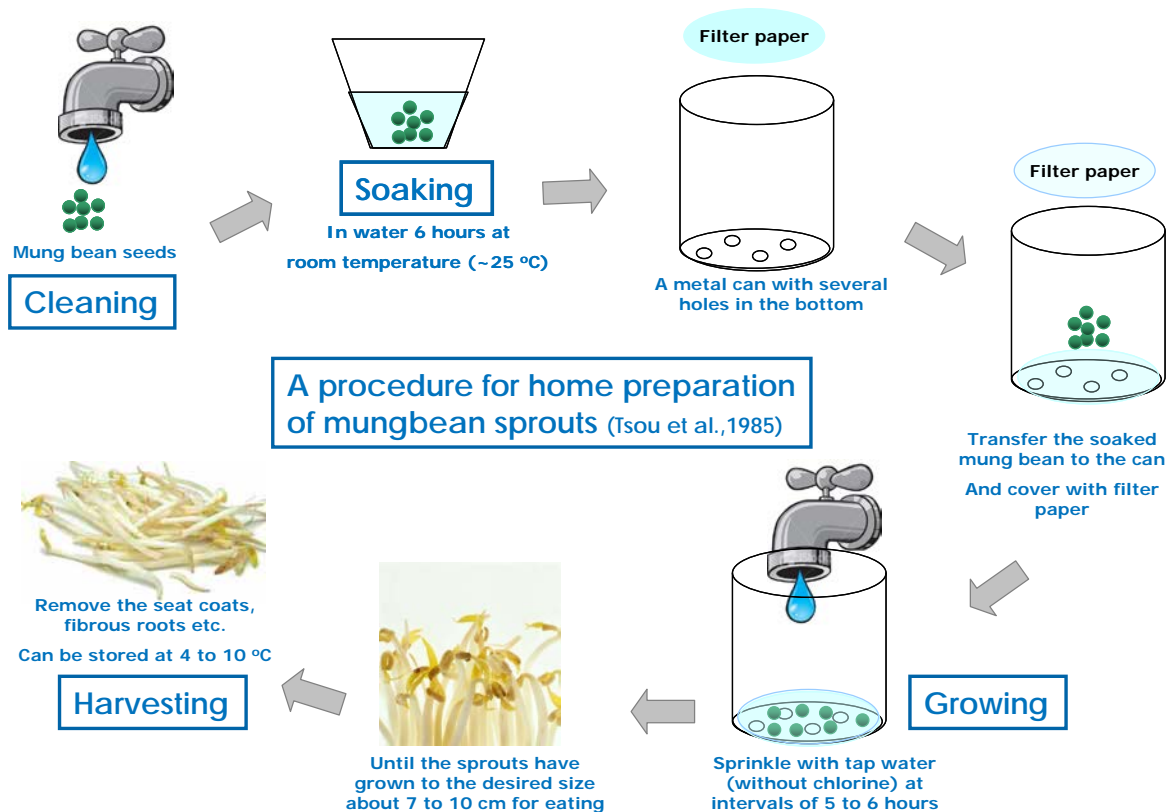 Mung bean seeds
Cleaning
Soaking
In water 6 hours at
room temperature (~25 ºC)
Filter paper
A metal can with several
holes in the bottom
Filter paper
Transfer the soaked
mung bean to the can
And cover with filter
paper
A procedure for home preparation
of mungbean sprouts (Tsou et al.,1985)
Growing
Sprinkle with tap water
(without chlorine) at
intervals of 5 to 6 hours
Until the sprouts have
grown to the desired size
about 7 to 10 cm for eating
Remove the seat coats,
fibrous roots etc.
Can be stored at 4 to 10 ºC
Harvesting